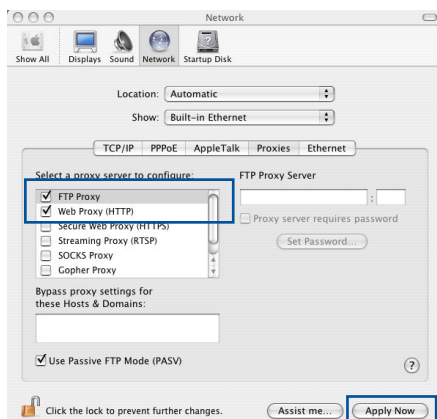 Network
Show All Displays Sound Network Startup Disk
Location: Automatic
Show: Built-in Ethernet
TCP/IP PPPoE AppleTalk Proxies Ethernet
Select a proxy server to configure: FTP Proxy Server
FTP Proxy
:
Web Proxy (HTTP)
Proxy server requires password
Secure Web Proxy (HTTPS)
Streaming Proxy (RTSP)
Set Password...
SOCKS Proxy
Gopher Proxy
Bypass proxy settings for
these Hosts & Domains:
Use Passive FTP Mode (PASV)
?
Click the lock to prevent further changes.
Assist me...
Apply Now